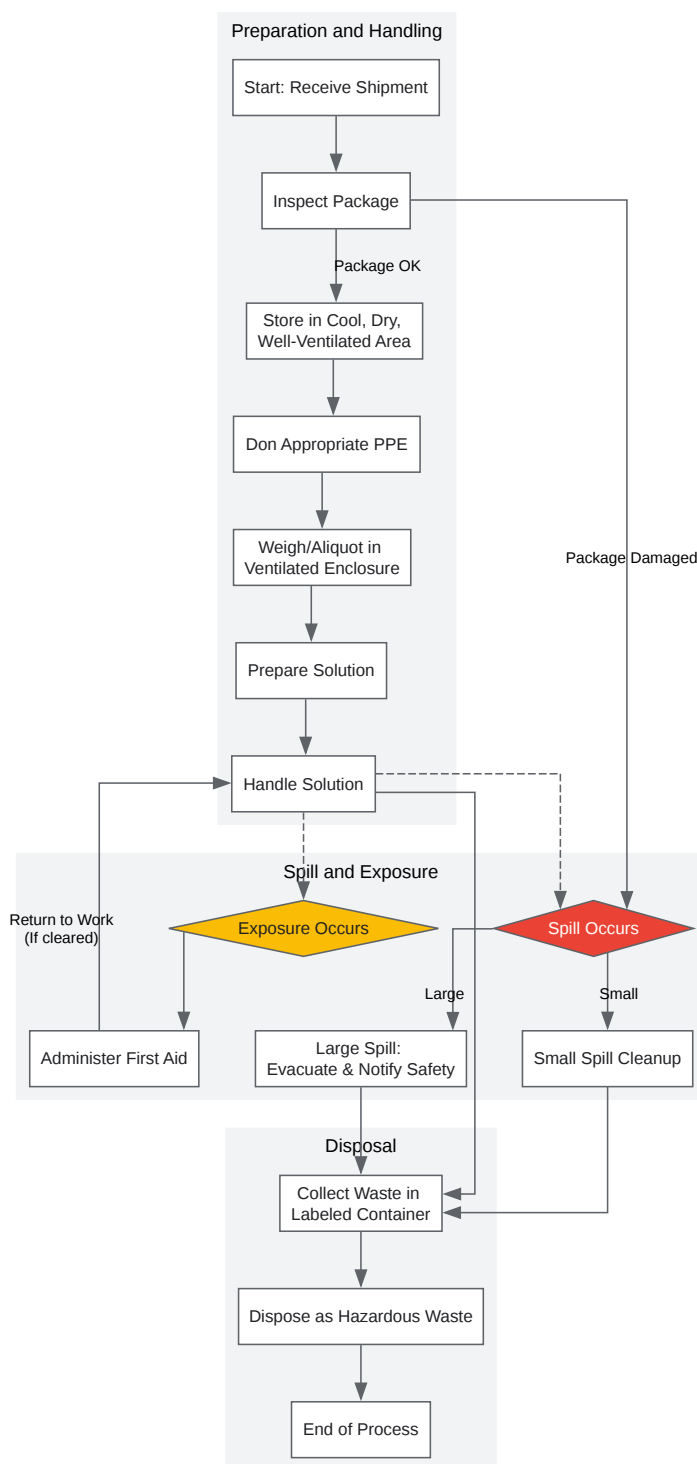 Preparation and Handling
Start: Receive Shipment
Inspect Package
Package OK
Store in Cool, Dry,
Well-Ventilated Area
Don Appropriate PPE
Weigh/Aliquot in
Ventilated Enclosure
Package Damaged
Prepare Solution
Handle Solution
Spill and Exposure
Return to Work
(If cleared)
Exposure Occurs
Spill Occurs
Large
Small
Administer First Aid
Large Spill:
Evacuate & Notify Safety
Small Spill Cleanup
Disposal
Collect Waste in
Labeled Container
Dispose as Hazardous Waste
End of Process